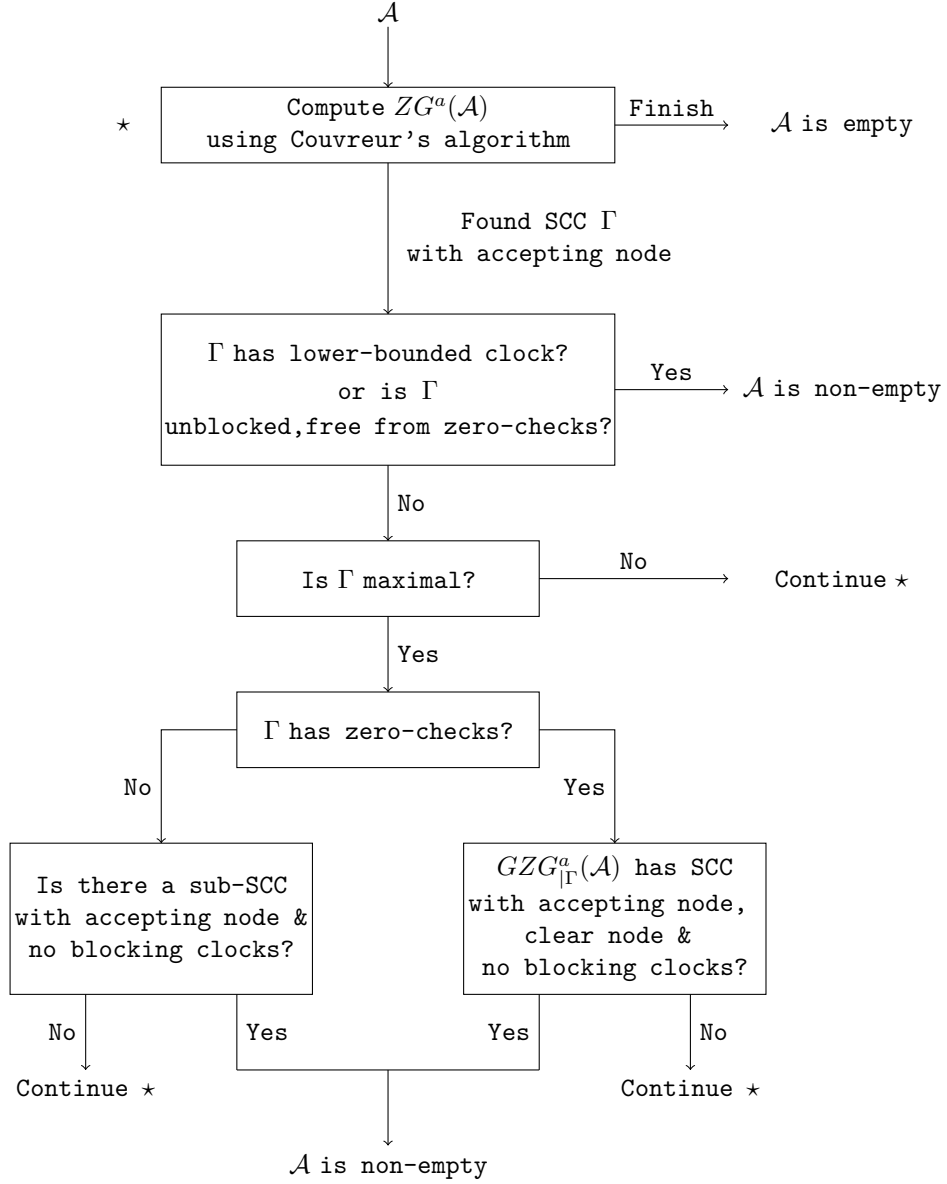 𝒜
⋆
Compute ZG^a(𝒜)
using Couvreur's algorithm
Finish
𝒜 is empty
Found SCC Γ
with accepting node
Γ has lower-bounded clock?
or is Γ
unblocked,free from zero-checks?
Yes
𝒜 is non-empty
No
Is Γ maximal?
No
Continue ⋆
Yes
Γ has zero-checks?
No
Yes
Is there a sub-SCC
with accepting node &
no blocking clocks?
GZG^a_{|Γ}(𝒜) has SCC
with accepting node,
clear node &
no blocking clocks?
No
Yes
Yes
No
Continue ⋆
Continue ⋆
𝒜 is non-empty